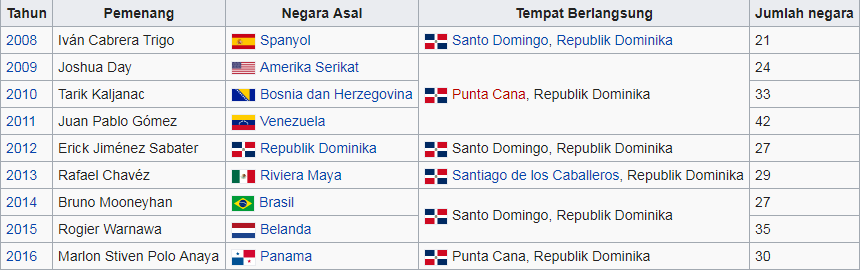 Tahun Pemenang Negara Asal Tempat Berlangsung Jumlah negara
2008 Iván Cabrera Trigo Spanyol Santo Domingo, Republik Dominika 21
2009 Joshua Day Amerika Serikat 24
2010 Tarik Kaljanac Bosnia dan Herzegovina Punta Cana, Republik Dominika 33
2011 Juan Pablo Gómez Venezuela 42
2012 Erick Jiménez Sabater Republik Dominika Santo Domingo, Republik Dominika 27
2013 Rafael Chavéz Riviera Maya Santiago de los Caballeros, Republik Dominika 29
2014 Bruno Mooneyhan Brasil 27
Santo Domingo, Republik Dominika
2015 Rogier Warnawa Belanda 35
2016 Marlon Stiven Polo Anaya Panama Punta Cana, Republik Dominika 30